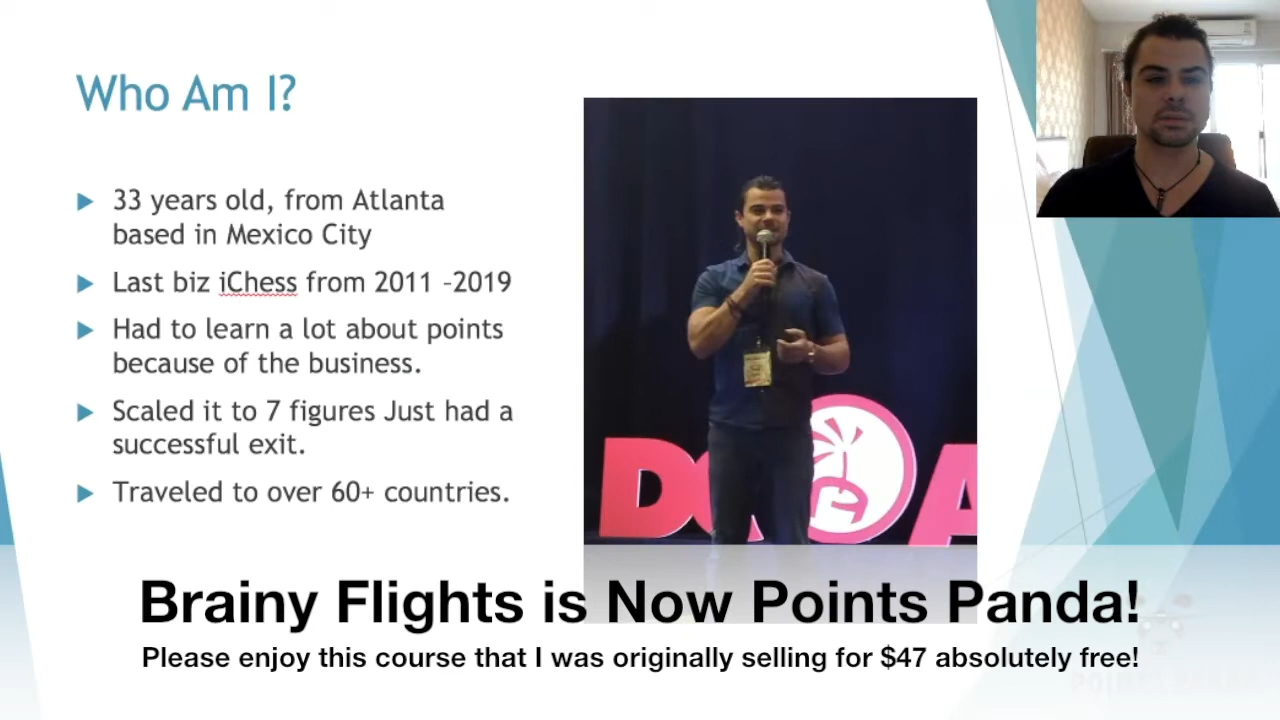 Who Am I?
33 years old, from Atlanta
based in Mexico City
Last biz iChess from 2011 –2019
Had to learn a lot about points
because of the business.
Scaled it to 7 figures Just had a
successful exit.
Traveled to over 60+ countries.
D
A
Brainy Flights is Now Points Panda!
Please enjoy this course that I was originally selling for $47 absolutely free!
POINTS PANDA